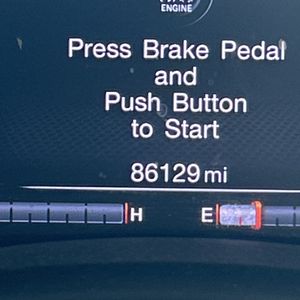 ENGINE
Press Brake Pedal
and
Push Button
to Start
86129 mi
H E